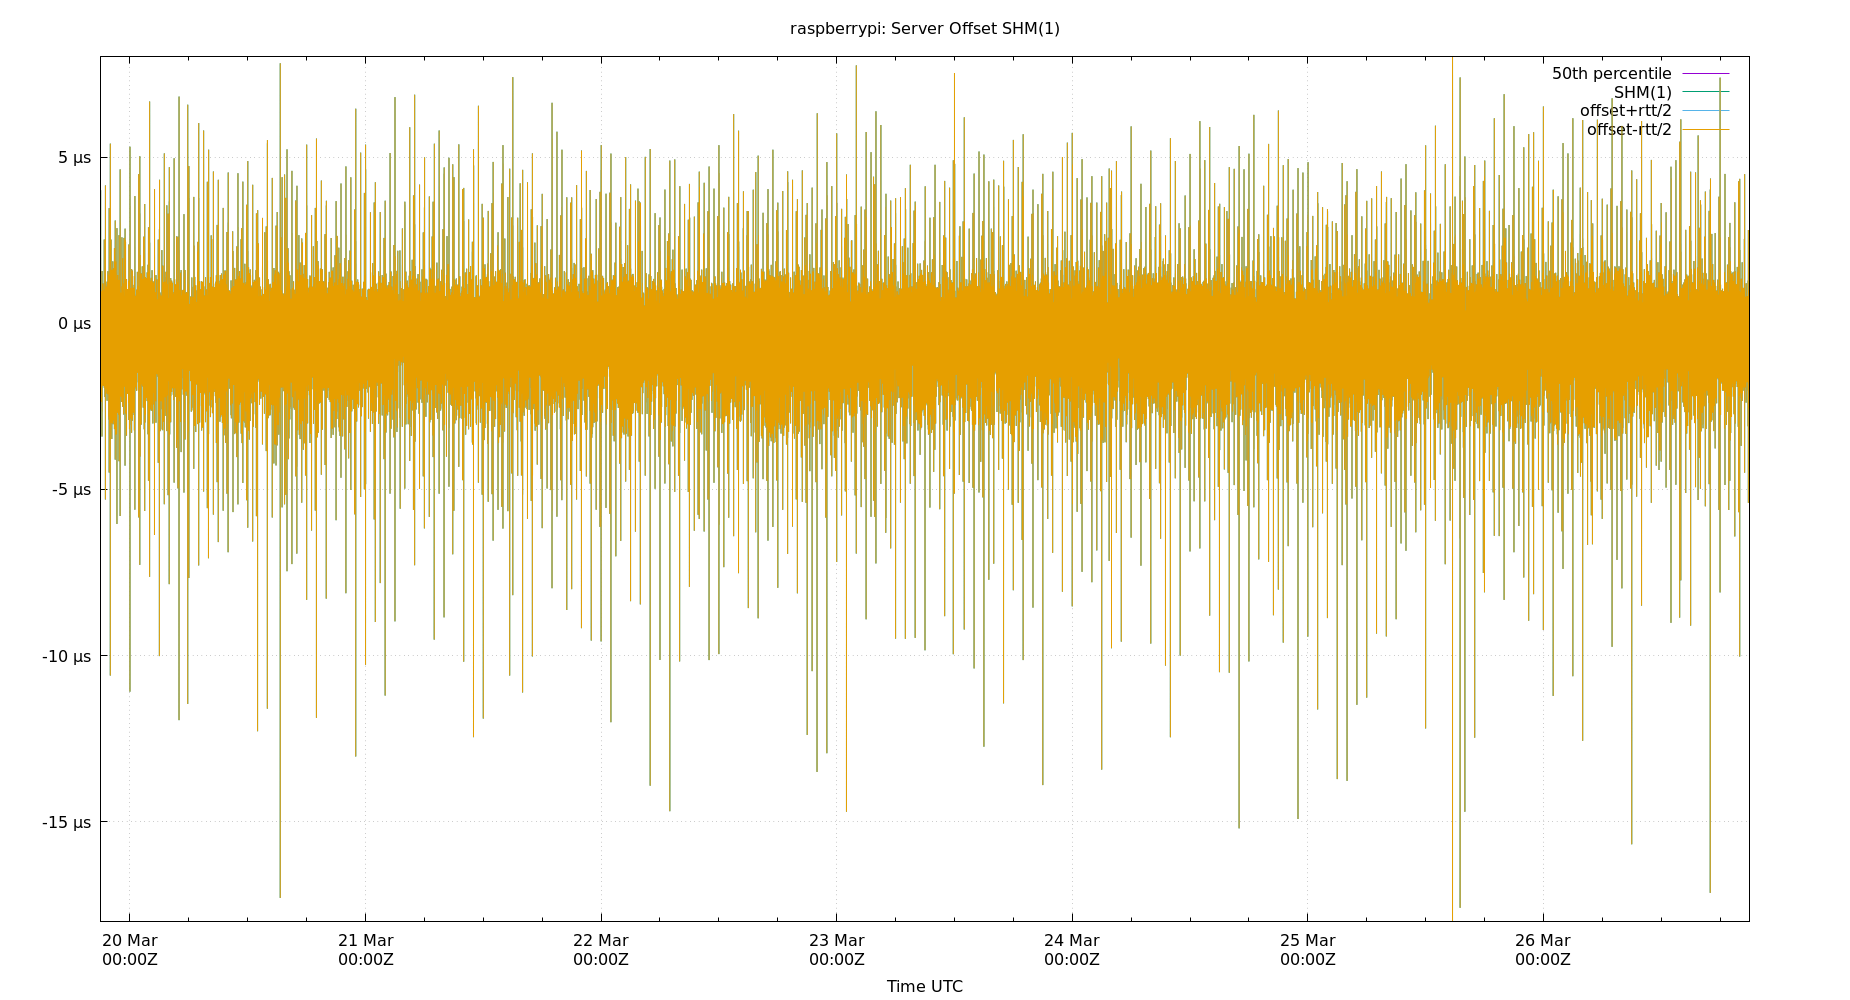 raspberrypi: Server Offset SHM(1)
50th percentile
SHM(1)
offset+rtt/2
offset-rtt/2
5 µs
0 µs
-5 µs
-10 µs
-15 µs
20 Mar 21 Mar 22 Mar 23 Mar 24 Mar 25 Mar 26 Mar
00:00Z 00:00Z 00:00Z 00:00Z 00:00Z 00:00Z 00:00Z
Time UTC